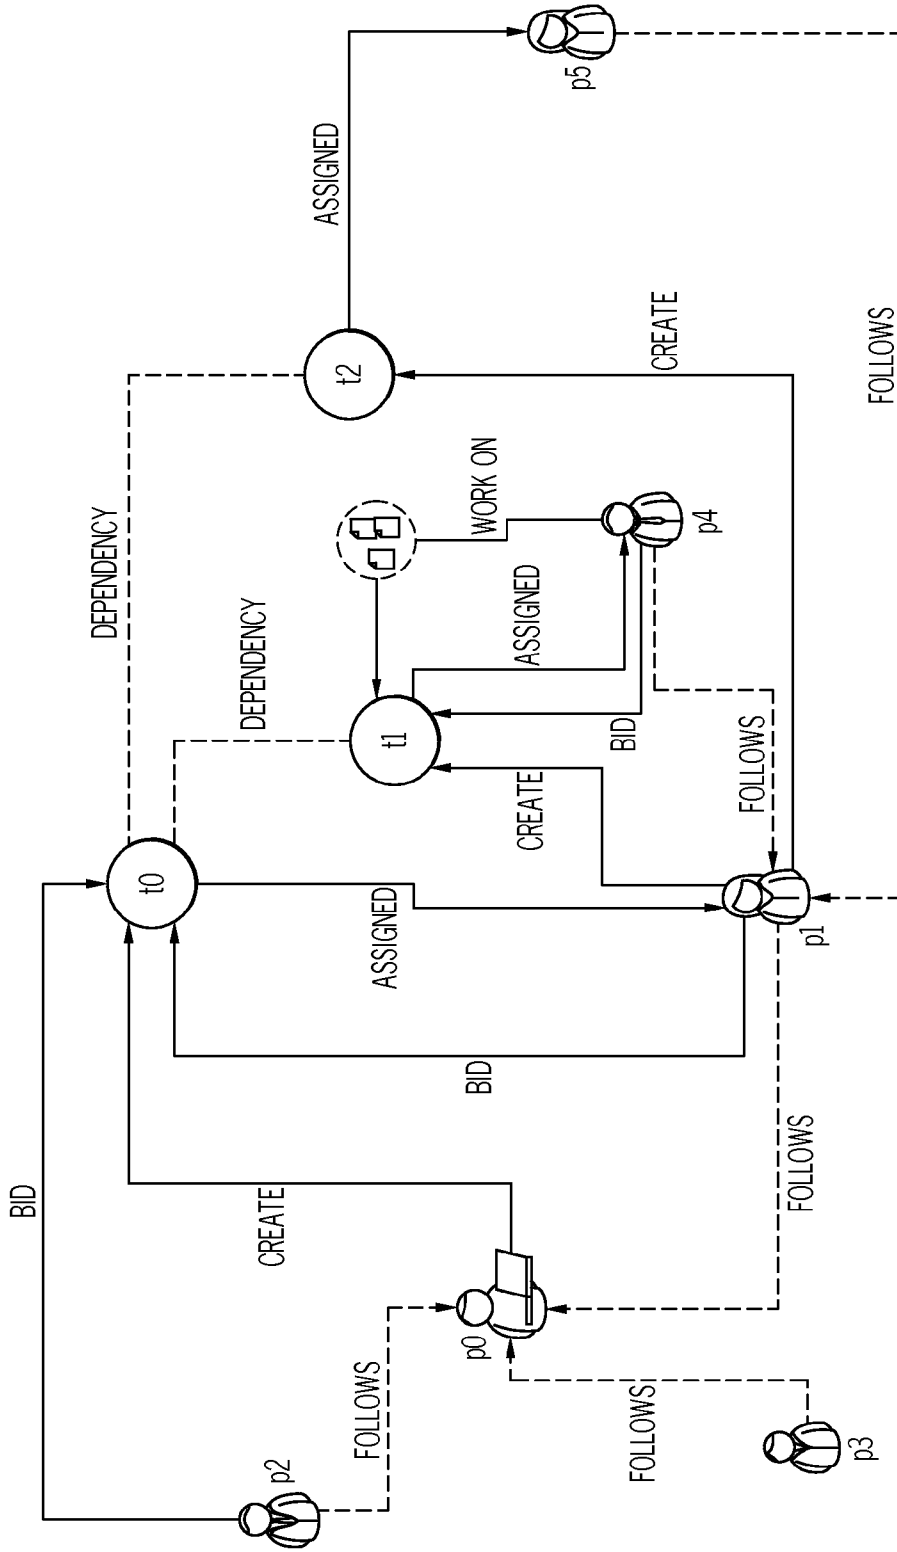 BID
p2
FOLLOWS
p0
CREATE
FOLLOWS
p3
t0
BID
ASSIGNED
FOLLOWS
p1
DEPENDENCY
DEPENDENCY
t1
CREATE
BID
ASSIGNED
FOLLOWS
WORK ON
p4
t2
CREATE
ASSIGNED
p5
FOLLOWS